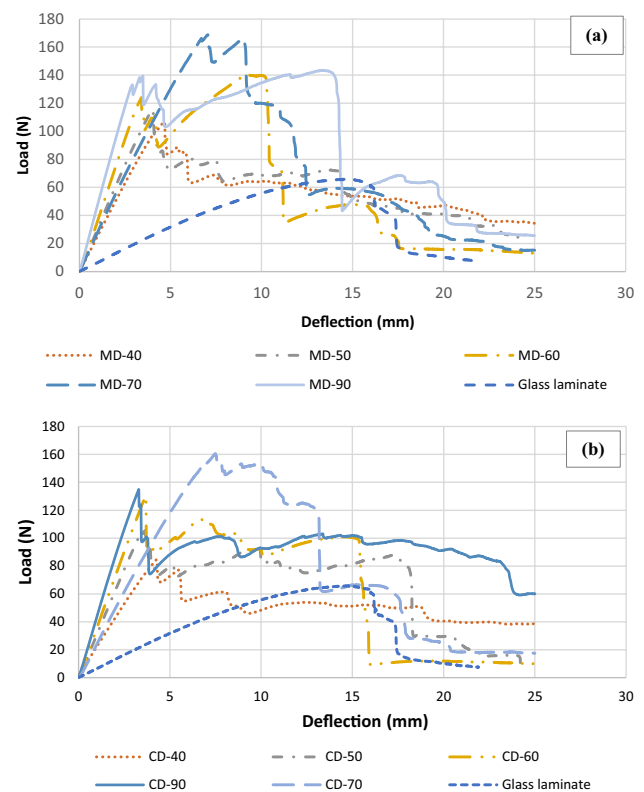 (a)
180
160
140
120
100
80
60
40
20
0
Load (N)
0 5 10 15 20 25 30
Deflection (mm)
MD-40 MD-50 MD-60
MD-70 MD-90 Glass laminate
(b)
180
160
140
120
100
80
60
40
20
0
Load (N)
0 5 10 15 20 25 30
Deflection (mm)
CD-40 CD-50 CD-60
CD-90 CD-70 Glass laminate